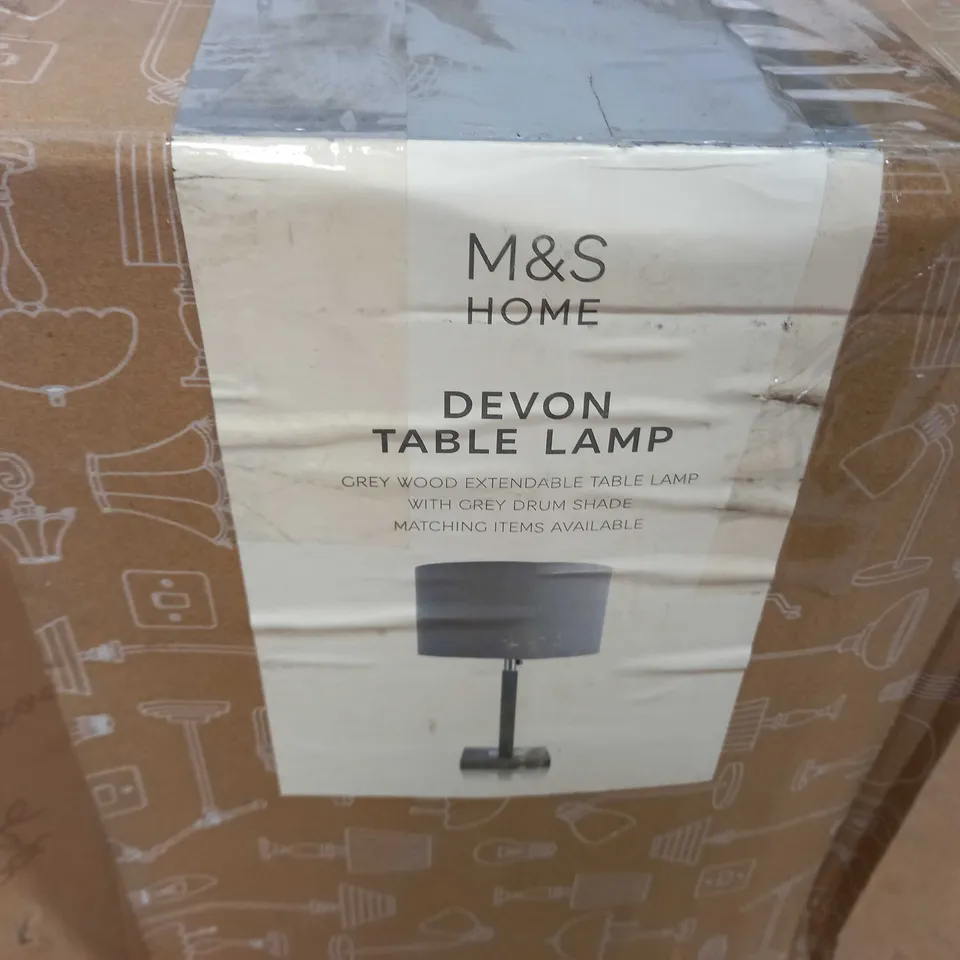 M&S
HOME
DEVON
TABLE LAMP
GREY WOOD EXTENDABLE TABLE LAMP
WITH GREY DRUM SHADE
MATCHING ITEMS AVAILABLE